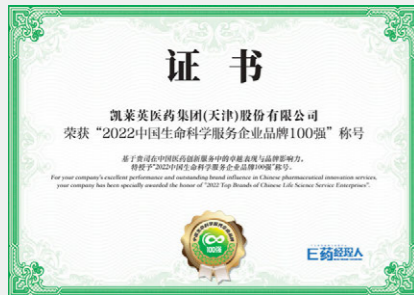 证 书
凯莱英医药集团(天津)股份有限公司
荣获“2022中国生命科学服务企业品牌100强”称号
基于贵司在中国医药创新服务中的卓越表现与品牌影响力,
特授予“2022中国生命科学服务企业品牌100强”称号。
For your company's excellent performance and outstanding brand influence in Chinese pharmaceutical innovation services,
your company has been specially awarded the honor of "2022 Top Brands of Chinese Life Science Service Enterprises".
100强
E药经理人